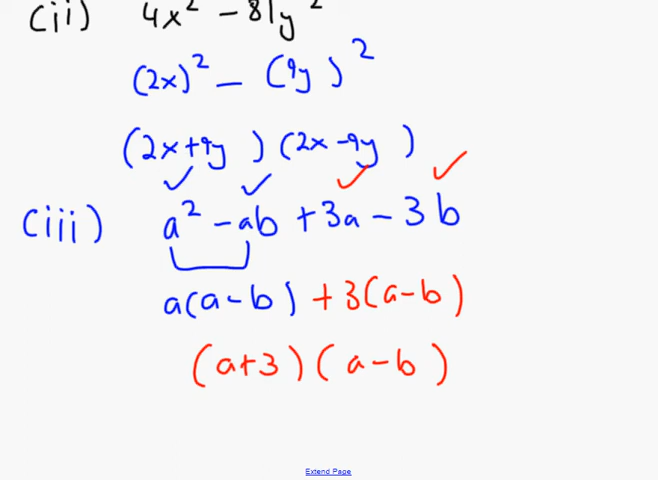 (ii) 4x² - 81y²
(2x)² - (9y)²
(2x+9y)(2x-9y)
(iii) a² - ab + 3a - 3b
a(a-b) + 3(a-b)
(a+3)(a-b)
Extend Page